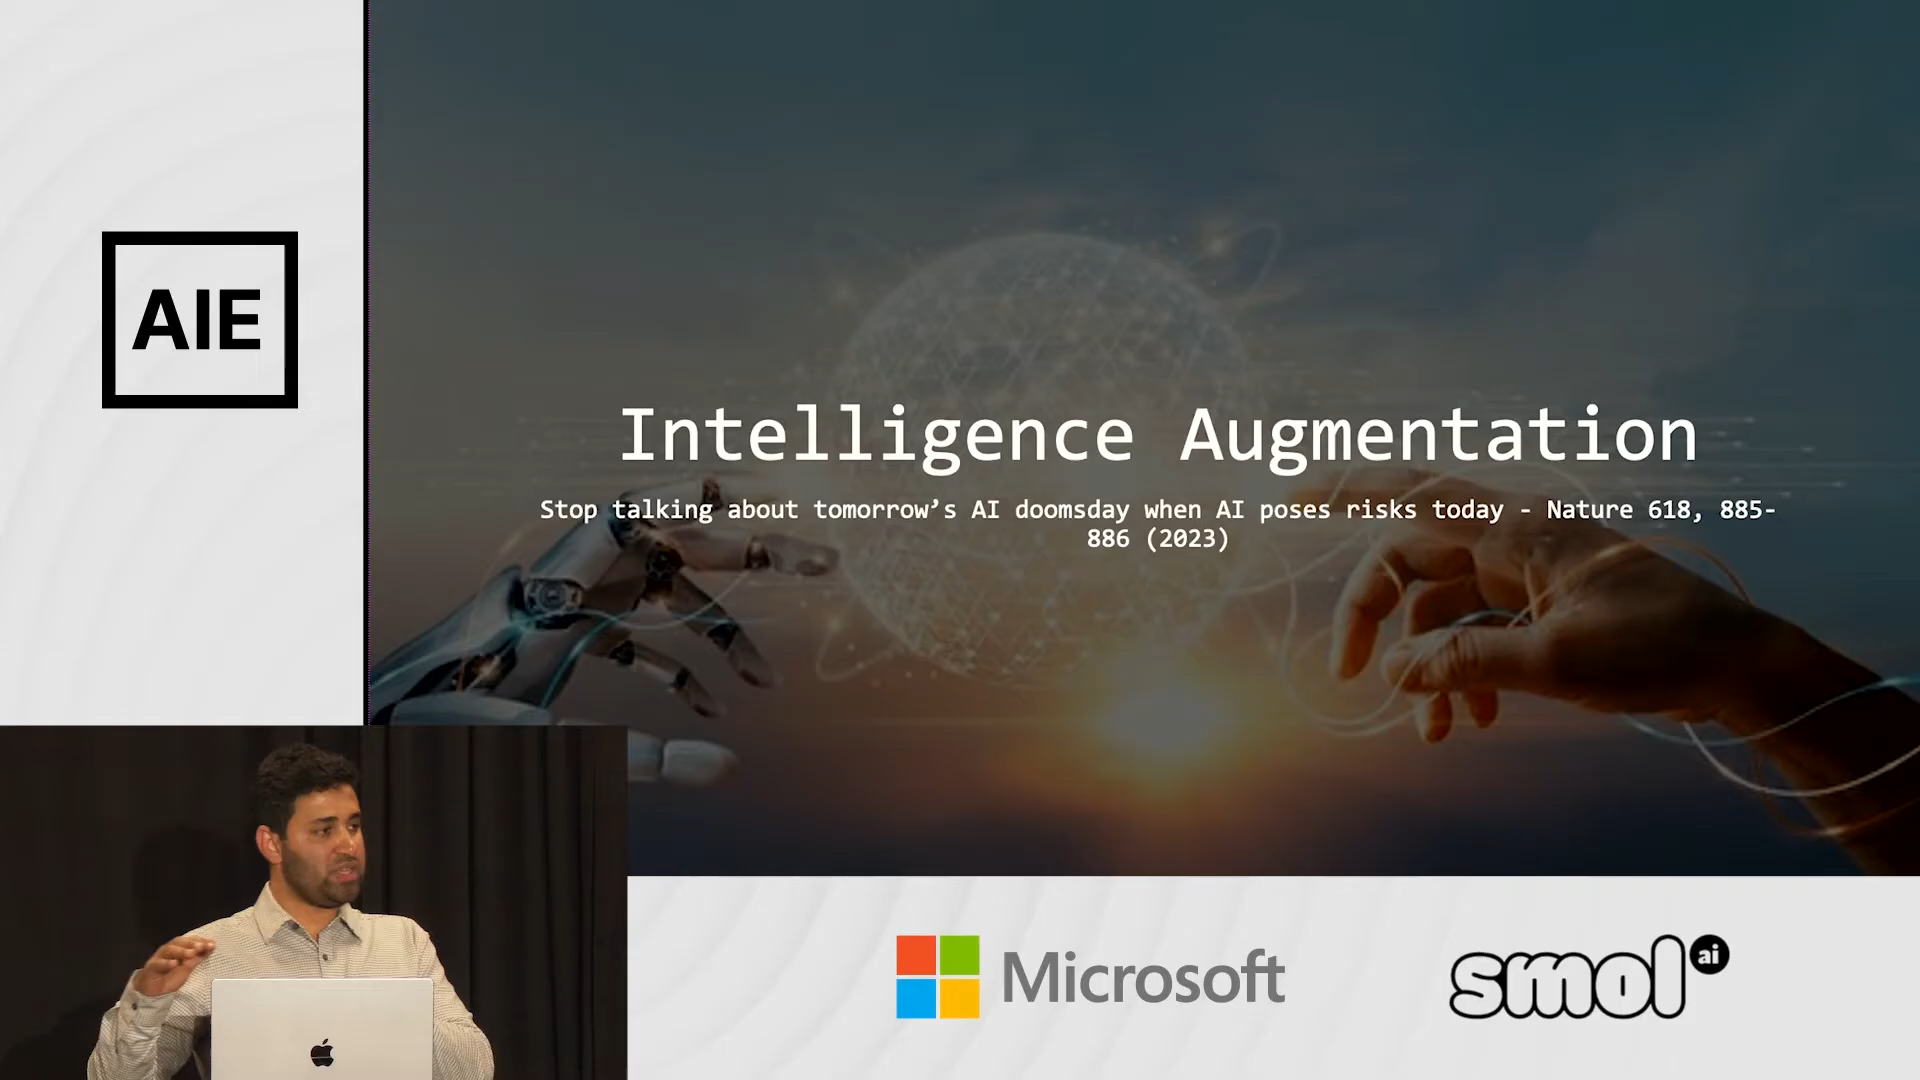 AIE
Intelligence Augmentation
Stop talking about tomorrow’s AI doomsday when AI poses risks today - Nature 618, 885-
886 (2023)
Microsoft
smol ai